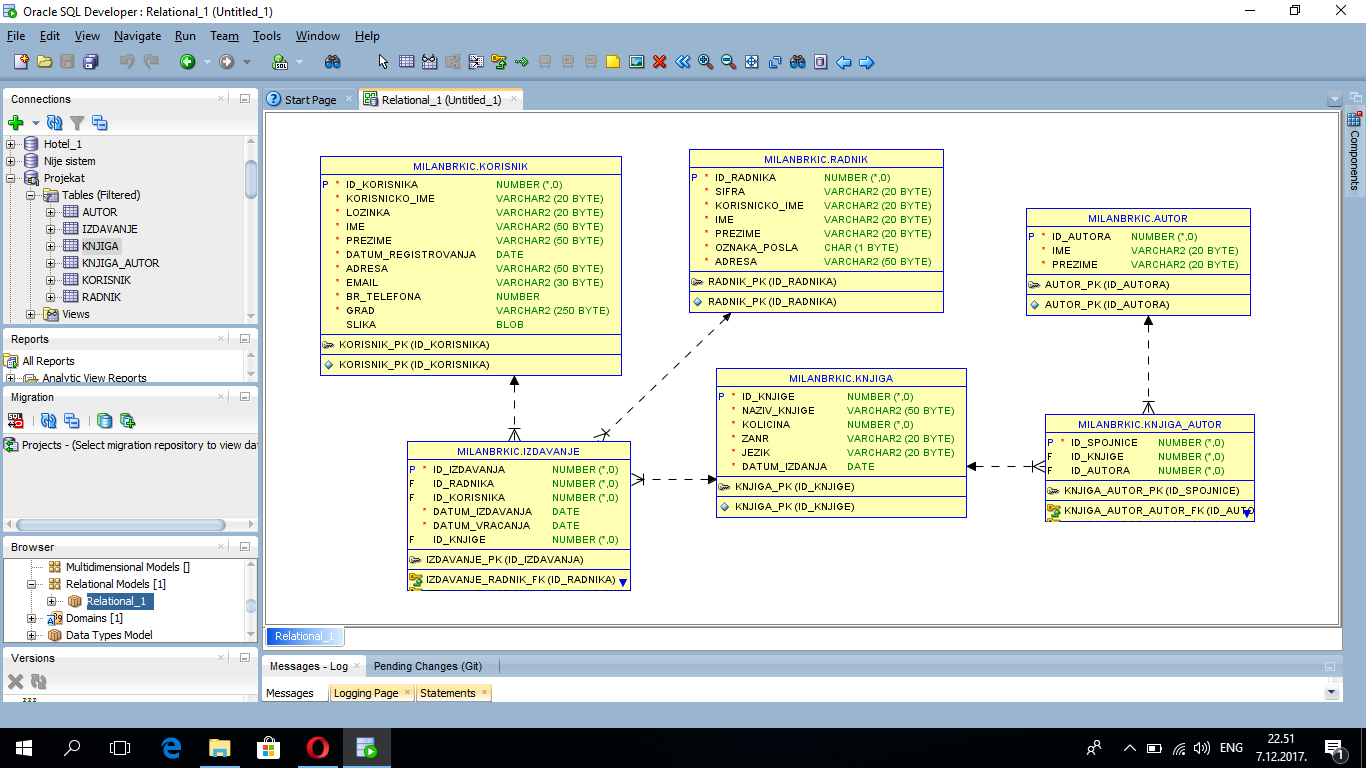 Oracle SQL Developer : Relational_1 (Untitled_1)
File Edit View Navigate Run Team Tools Window Help
Connections
Hotel_1
Nije sistem
Projekat
Tables (Filtered)
AUTOR
IZDAVANJE
KNJIGA
KNJIGA_AUTOR
KORISNIK
RADNIK
Views
Reports
All Reports
Analytic View Reports
Migration
Projects - (Select migration repository to view dat
Browser
Multidimensional Models []
Relational Models [1]
Relational_1
Domains [1]
Data Types Model
Versions
Start Page
Relational_1 (Untitled_1)
MILANBRKIC.KORISNIK
P * ID_KORISNIKA NUMBER (*,0)
* KORISNICKO_IME VARCHAR2 (20 BYTE)
* LOZINKA VARCHAR2 (20 BYTE)
* IME VARCHAR2 (50 BYTE)
* PREZIME VARCHAR2 (50 BYTE)
* DATUM_REGISTROVANJA DATE
* ADRESA VARCHAR2 (50 BYTE)
* EMAIL VARCHAR2 (30 BYTE)
* BR_TELEFONA NUMBER
* GRAD VARCHAR2 (250 BYTE)
SLIKA BLOB
KORISNIK_PK (ID_KORISNIKA)
KORISNIK_PK (ID_KORISNIKA)
MILANBRKIC.RADNIK
P * ID_RADNIKA NUMBER (*,0)
* SIFRA VARCHAR2 (20 BYTE)
* KORISNICKO_IME VARCHAR2 (20 BYTE)
* IME VARCHAR2 (20 BYTE)
* PREZIME VARCHAR2 (20 BYTE)
* OZNAKA_POSLA CHAR (1 BYTE)
* ADRESA VARCHAR2 (50 BYTE)
RADNIK_PK (ID_RADNIKA)
RADNIK_PK (ID_RADNIKA)
MILANBRKIC.AUTOR
P * ID_AUTORA NUMBER (*,0)
* IME VARCHAR2 (20 BYTE)
* PREZIME VARCHAR2 (20 BYTE)
AUTOR_PK (ID_AUTORA)
AUTOR_PK (ID_AUTORA)
MILANBRKIC.IZDAVANJE
P * ID_IZDAVANJA NUMBER (*,0)
F ID_RADNIKA NUMBER (*,0)
F ID_KORISNIKA NUMBER (*,0)
* DATUM_IZDAVANJA DATE
* DATUM_VRACANJA DATE
F ID_KNJIGE NUMBER (*,0)
IZDAVANJE_PK (ID_IZDAVANJA)
IZDAVANJE_RADNIK_FK (ID_RADNIKA)
MILANBRKIC.KNJIGA
P * ID_KNJIGE NUMBER (*,0)
* NAZIV_KNJIGE VARCHAR2 (50 BYTE)
* KOLICINA NUMBER (*,0)
* ZANR VARCHAR2 (20 BYTE)
* JEZIK VARCHAR2 (20 BYTE)
* DATUM_IZDANJA DATE
KNJIGA_PK (ID_KNJIGE)
KNJIGA_PK (ID_KNJIGE)
MILANBRKIC.KNJIGA_AUTOR
P * ID_SPOJNICE NUMBER (*,0)
F ID_KNJIGE NUMBER (*,0)
F ID_AUTORA NUMBER (*,0)
KNJIGA_AUTOR_PK (ID_SPOJNICE)
KNJIGA_AUTOR_AUTOR_FK (ID_AUTO
Components
Relational_1
Messages - Log
Pending Changes (Git)
Messages Logging Page Statements
ENG
22.51
7.12.2017.
1